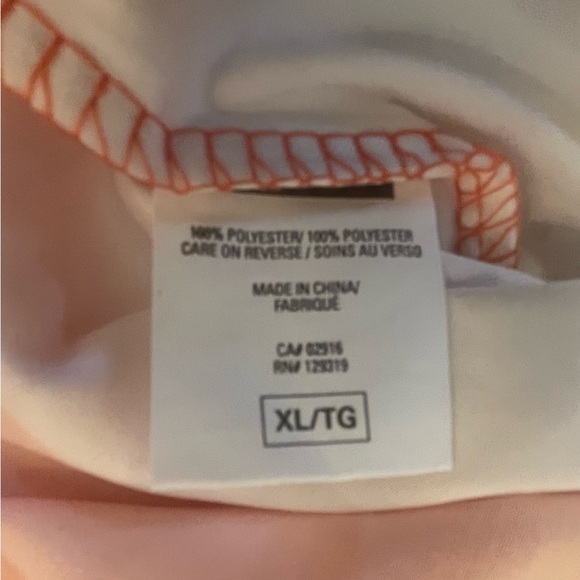 100% POLYESTER/ 100% POLYESTER
CARE ON REVERSE / SOINS AU VERSO
MADE IN CHINA/
FABRIQUÉ
CA# 02916
RN# 129319
XL/TG